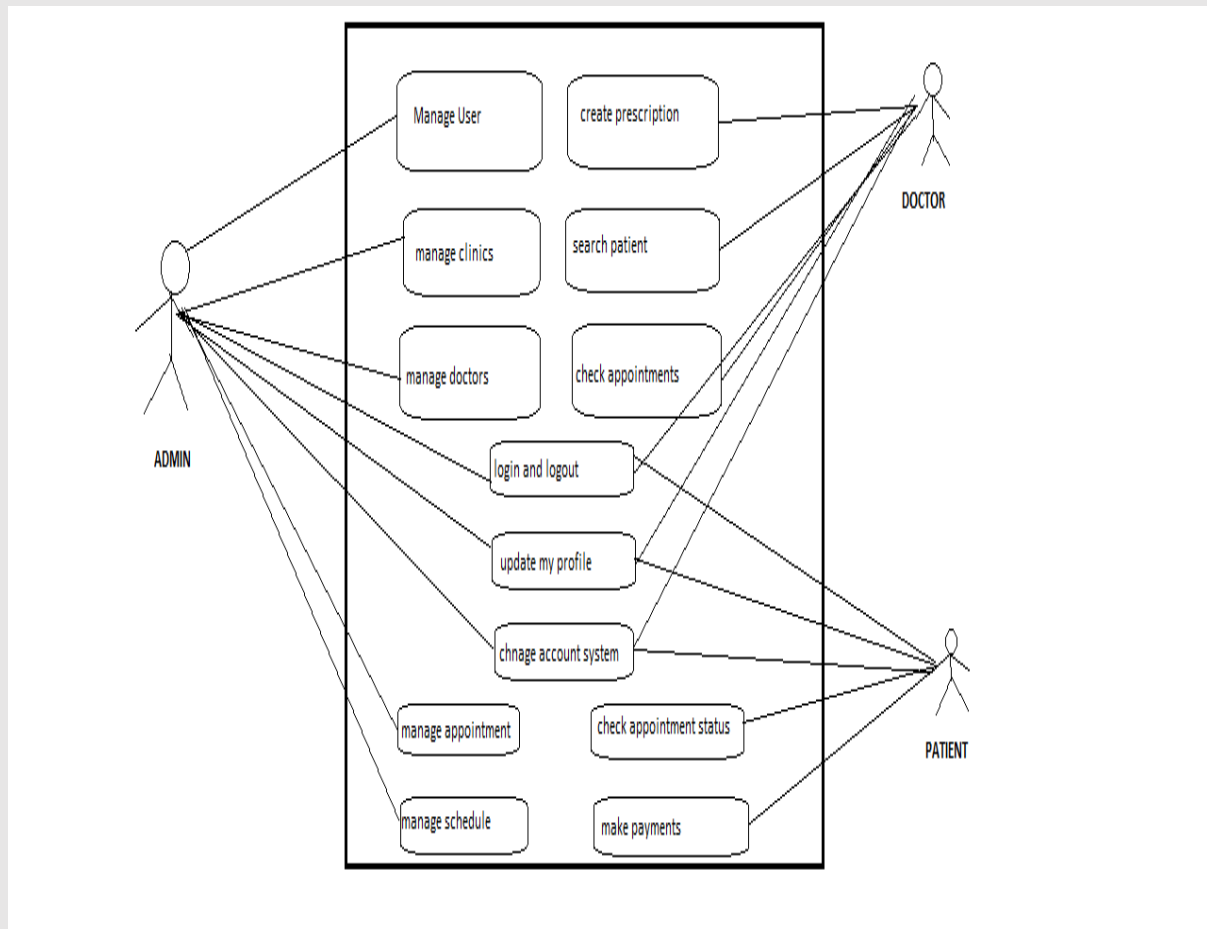 Manage User
create prescription
DOCTOR
manage clinics
search patient
manage doctors
check appointments
ADMIN
login and logout
update my profile
chnage account system
manage appointment
check appointment status
PATIENT
manage schedule
make payments